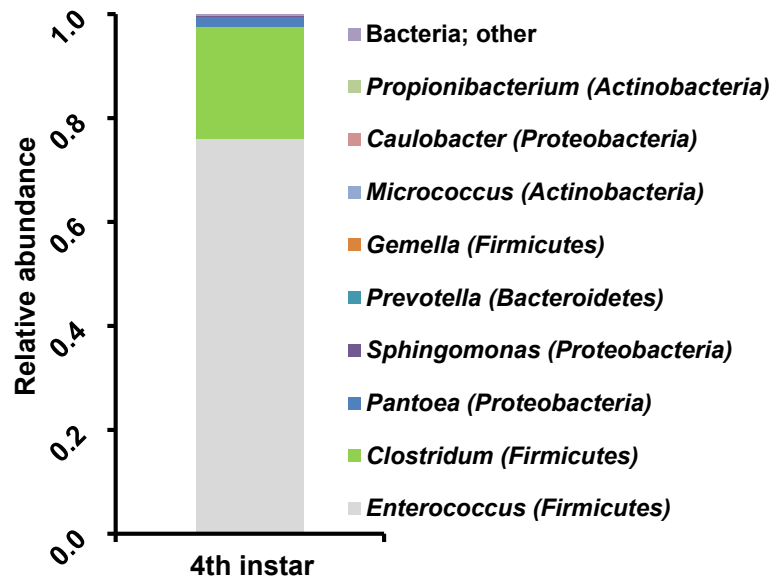 Relative abundance
1.0
0.8
0.6
0.4
0.2
0.0
4th instar
Bacteria; other
Propionibacterium (Actinobacteria)
Caulobacter (Proteobacteria)
Micrococcus (Actinobacteria)
Gemella (Firmicutes)
Prevotella (Bacteroidetes)
Sphingomonas (Proteobacteria)
Pantoea (Proteobacteria)
Clostridum (Firmicutes)
Enterococcus (Firmicutes)